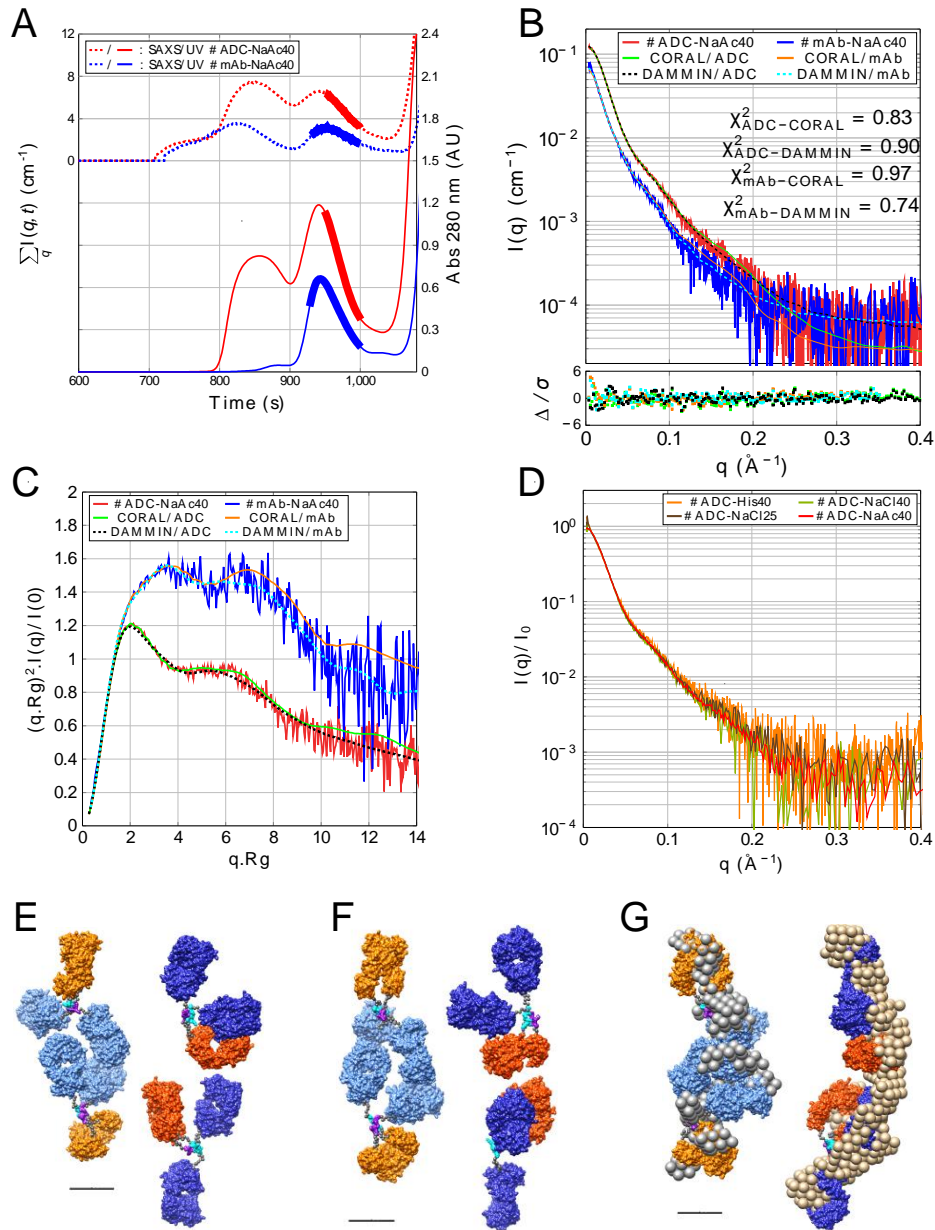 A
12
8
4
0
∑ I(q,t) (cm⁻¹)
q
2.4
2.1
1.8
1.5
1.2
0.9
0.6
0.3
0
Abs 280 nm (AU)
/ : SAXS/UV # ADC-NaAc40
/ : SAXS/UV # mAb-NaAc40
600 700 800 900 1,000
Time (s)
B
# ADC-NaAc40 # mAb-NaAc40
CORAL/ADC CORAL/mAb
DAMMIN/ADC DAMMIN/mAb
χ²ADC−CORAL = 0.83
χ²ADC−DAMMIN = 0.90
χ²mAb−CORAL = 0.97
χ²mAb−DAMMIN = 0.74
10⁻¹
10⁻²
10⁻³
10⁻⁴
I(q) (cm⁻¹)
6
0
-6
Δ/σ
0 0.1 0.2 0.3 0.4
q (Å⁻¹)
C
# ADC-NaAc40 # mAb-NaAc40
CORAL/ADC CORAL/mAb
DAMMIN/ADC DAMMIN/mAb
2
1.8
1.6
1.4
1.2
1
0.8
0.6
0.4
0.2
0
(q.Rg)².I(q)/I(0)
0 2 4 6 8 10 12 14
q.Rg
D
# ADC-His40 # ADC-NaCl40
# ADC-NaCl25 # ADC-NaAc40
10⁰
10⁻¹
10⁻²
10⁻³
10⁻⁴
I(q)/I₀
0 0.1 0.2 0.3 0.4
q (Å⁻¹)
E
F
G